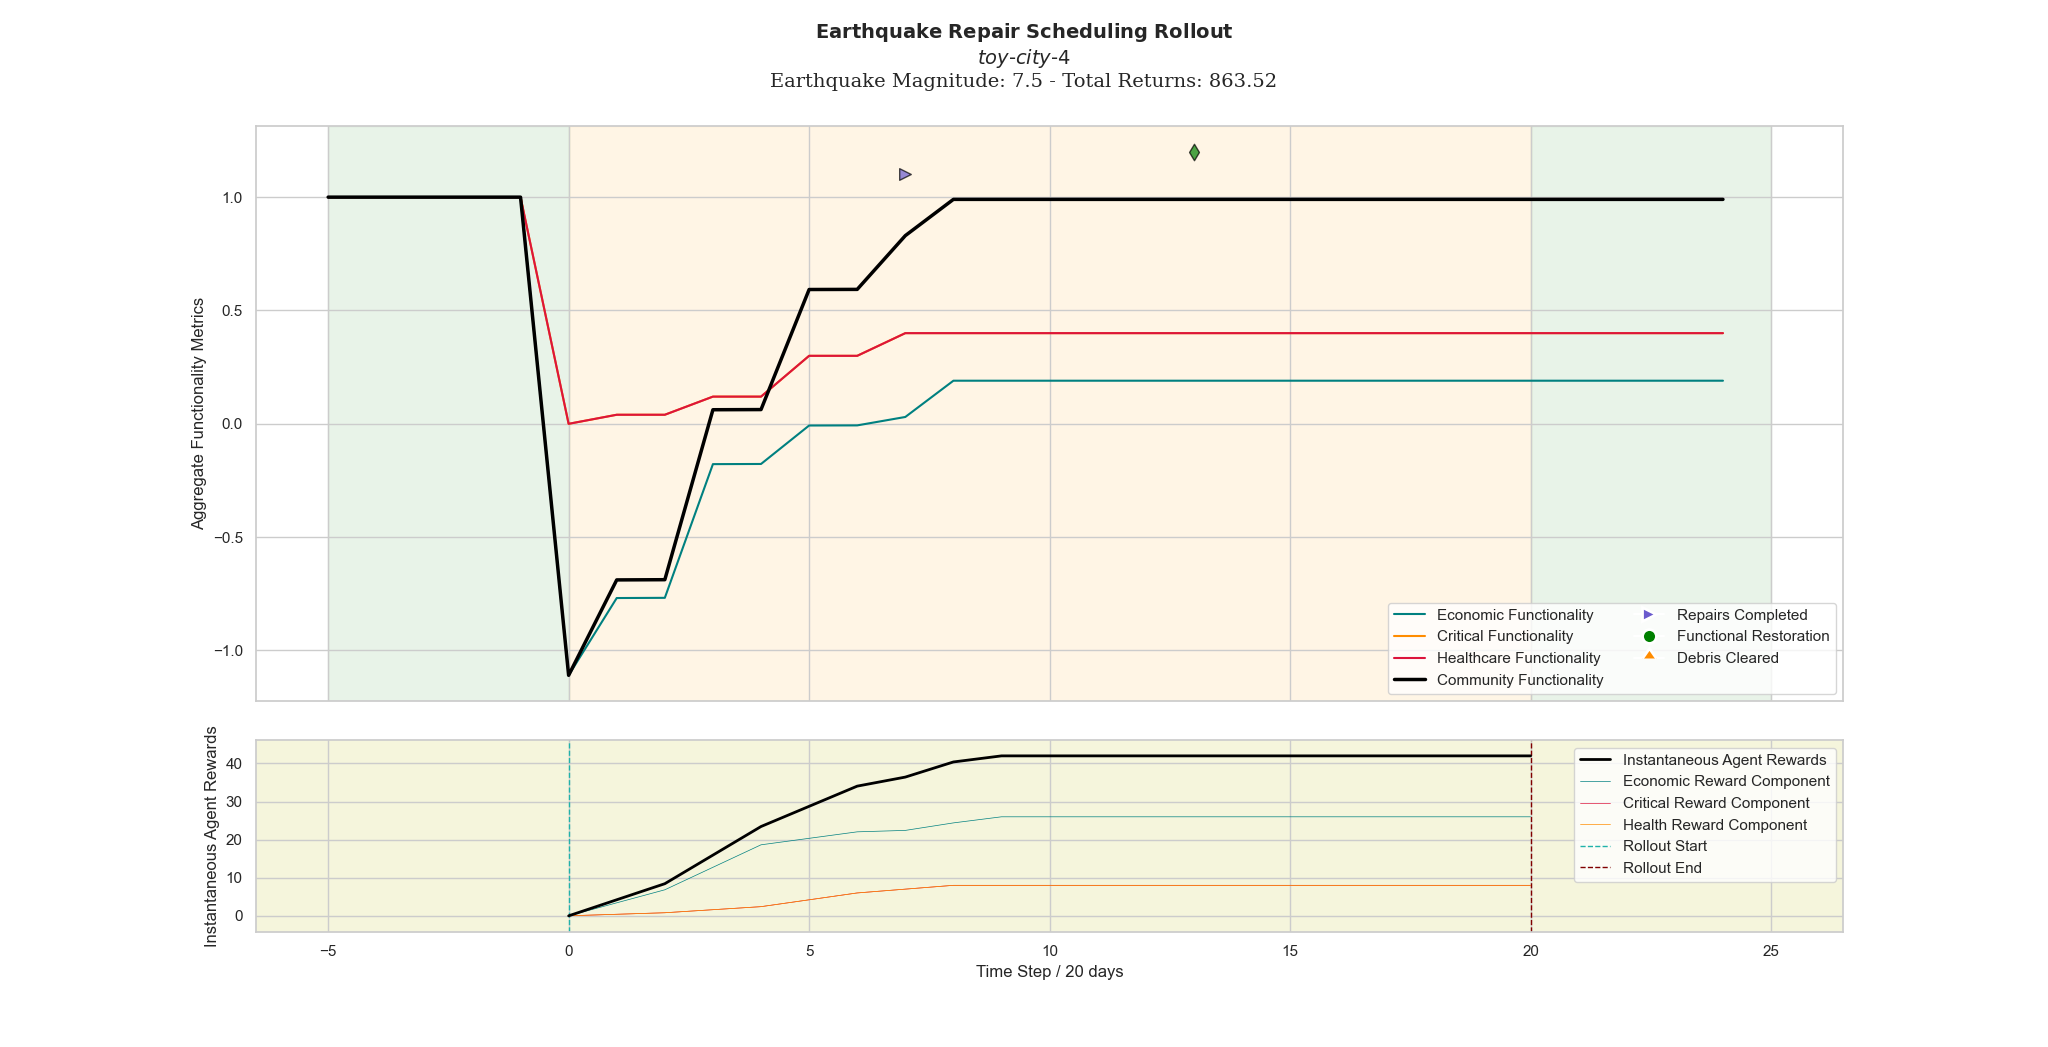 Earthquake Repair Scheduling Rollout
toy-city-4
Earthquake Magnitude: 7.5 - Total Returns: 863.52
Aggregate Functionality Metrics
1.0
0.5
0.0
−0.5
−1.0
Economic Functionality
Critical Functionality
Healthcare Functionality
Community Functionality
Repairs Completed
Functional Restoration
Debris Cleared
Instantaneous Agent Rewards
40
30
20
10
0
Instantaneous Agent Rewards
Economic Reward Component
Critical Reward Component
Health Reward Component
Rollout Start
Rollout End
−5 0 5 10 15 20 25
Time Step / 20 days